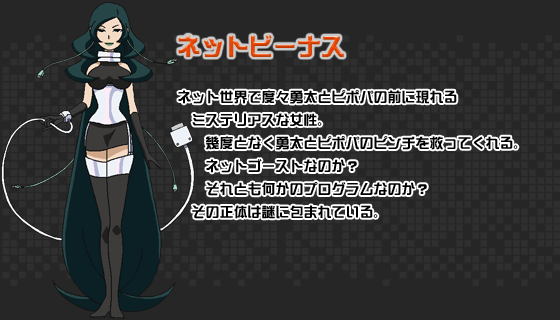 ネットビーナス
ネット世界で度々勇太とピポパの前に現れる
ミステリアスな女性。
幾度となく勇太とピポパのピンチを救ってくれる。
ネットゴーストなのか？
それとも何かのプログラムなのか？
その正体は謎に包まれている。